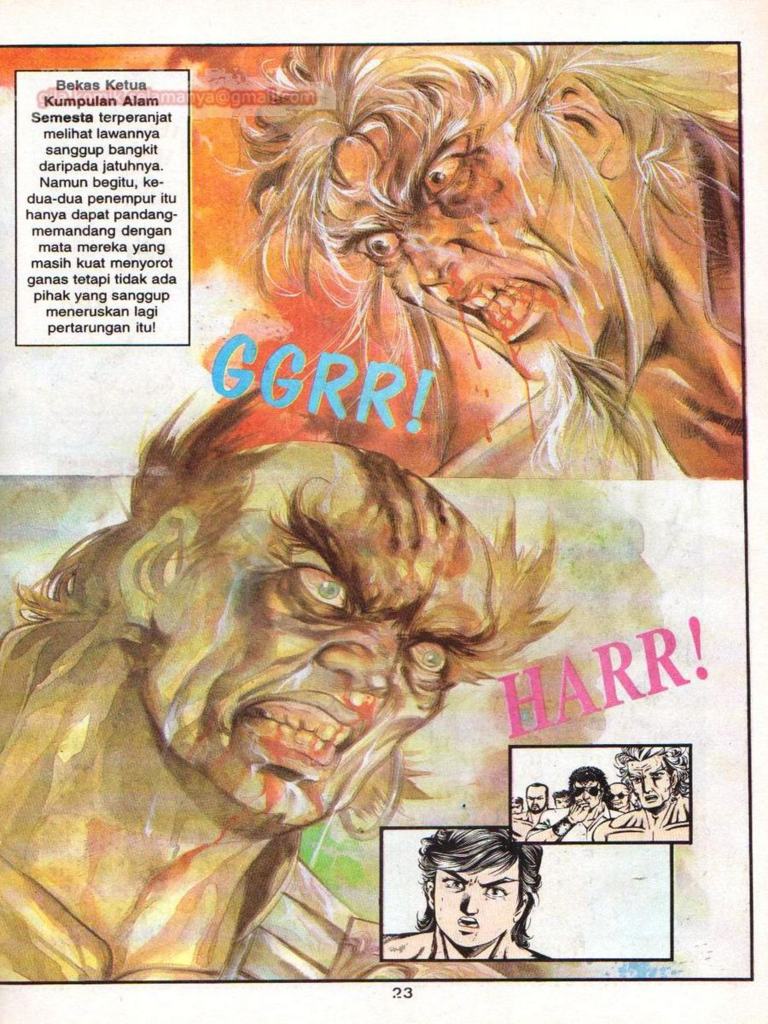 Bekas Ketua
Kumpulan Alam
Semesta terperanjat
melihat lawannya
sanggup bangkit
daripada jatuhnya.
Namun begitu, ke-
dua-dua penempur itu
hanya dapat pandang-
memandang dengan
mata mereka yang
masih kuat menyorot
ganas tetapi tidak ada
pihak yang sanggup
meneruskan lagi
pertarungan itu!
GGRR!
HARR!
23